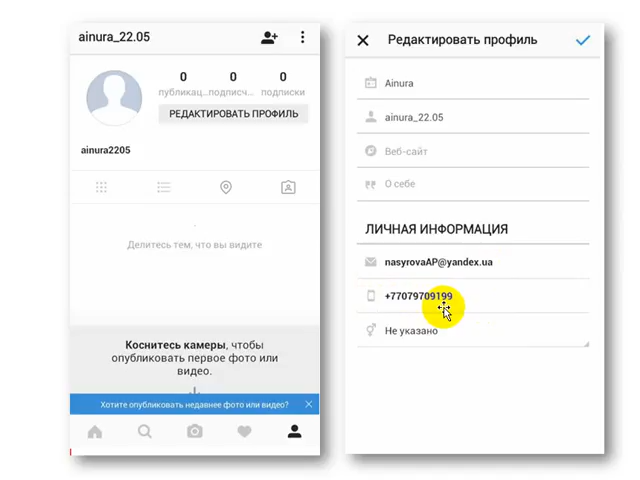 ainura_22.05
0 0 0
публикац... подписч... подписки
РЕДАКТИРОВАТЬ ПРОФИЛЬ
ainura2205
Делитесь тем, что вы видите
Коснитесь камеры, чтобы
опубликовать первое фото или
видео.
Хотите опубликовать недавнее фото или видео?
Редактировать профиль
Ainura
ainura_22.05
Веб-сайт
О себе
ЛИЧНАЯ ИНФОРМАЦИЯ
nasyrovaAP@yandex.ua
+77079709199
Не указано